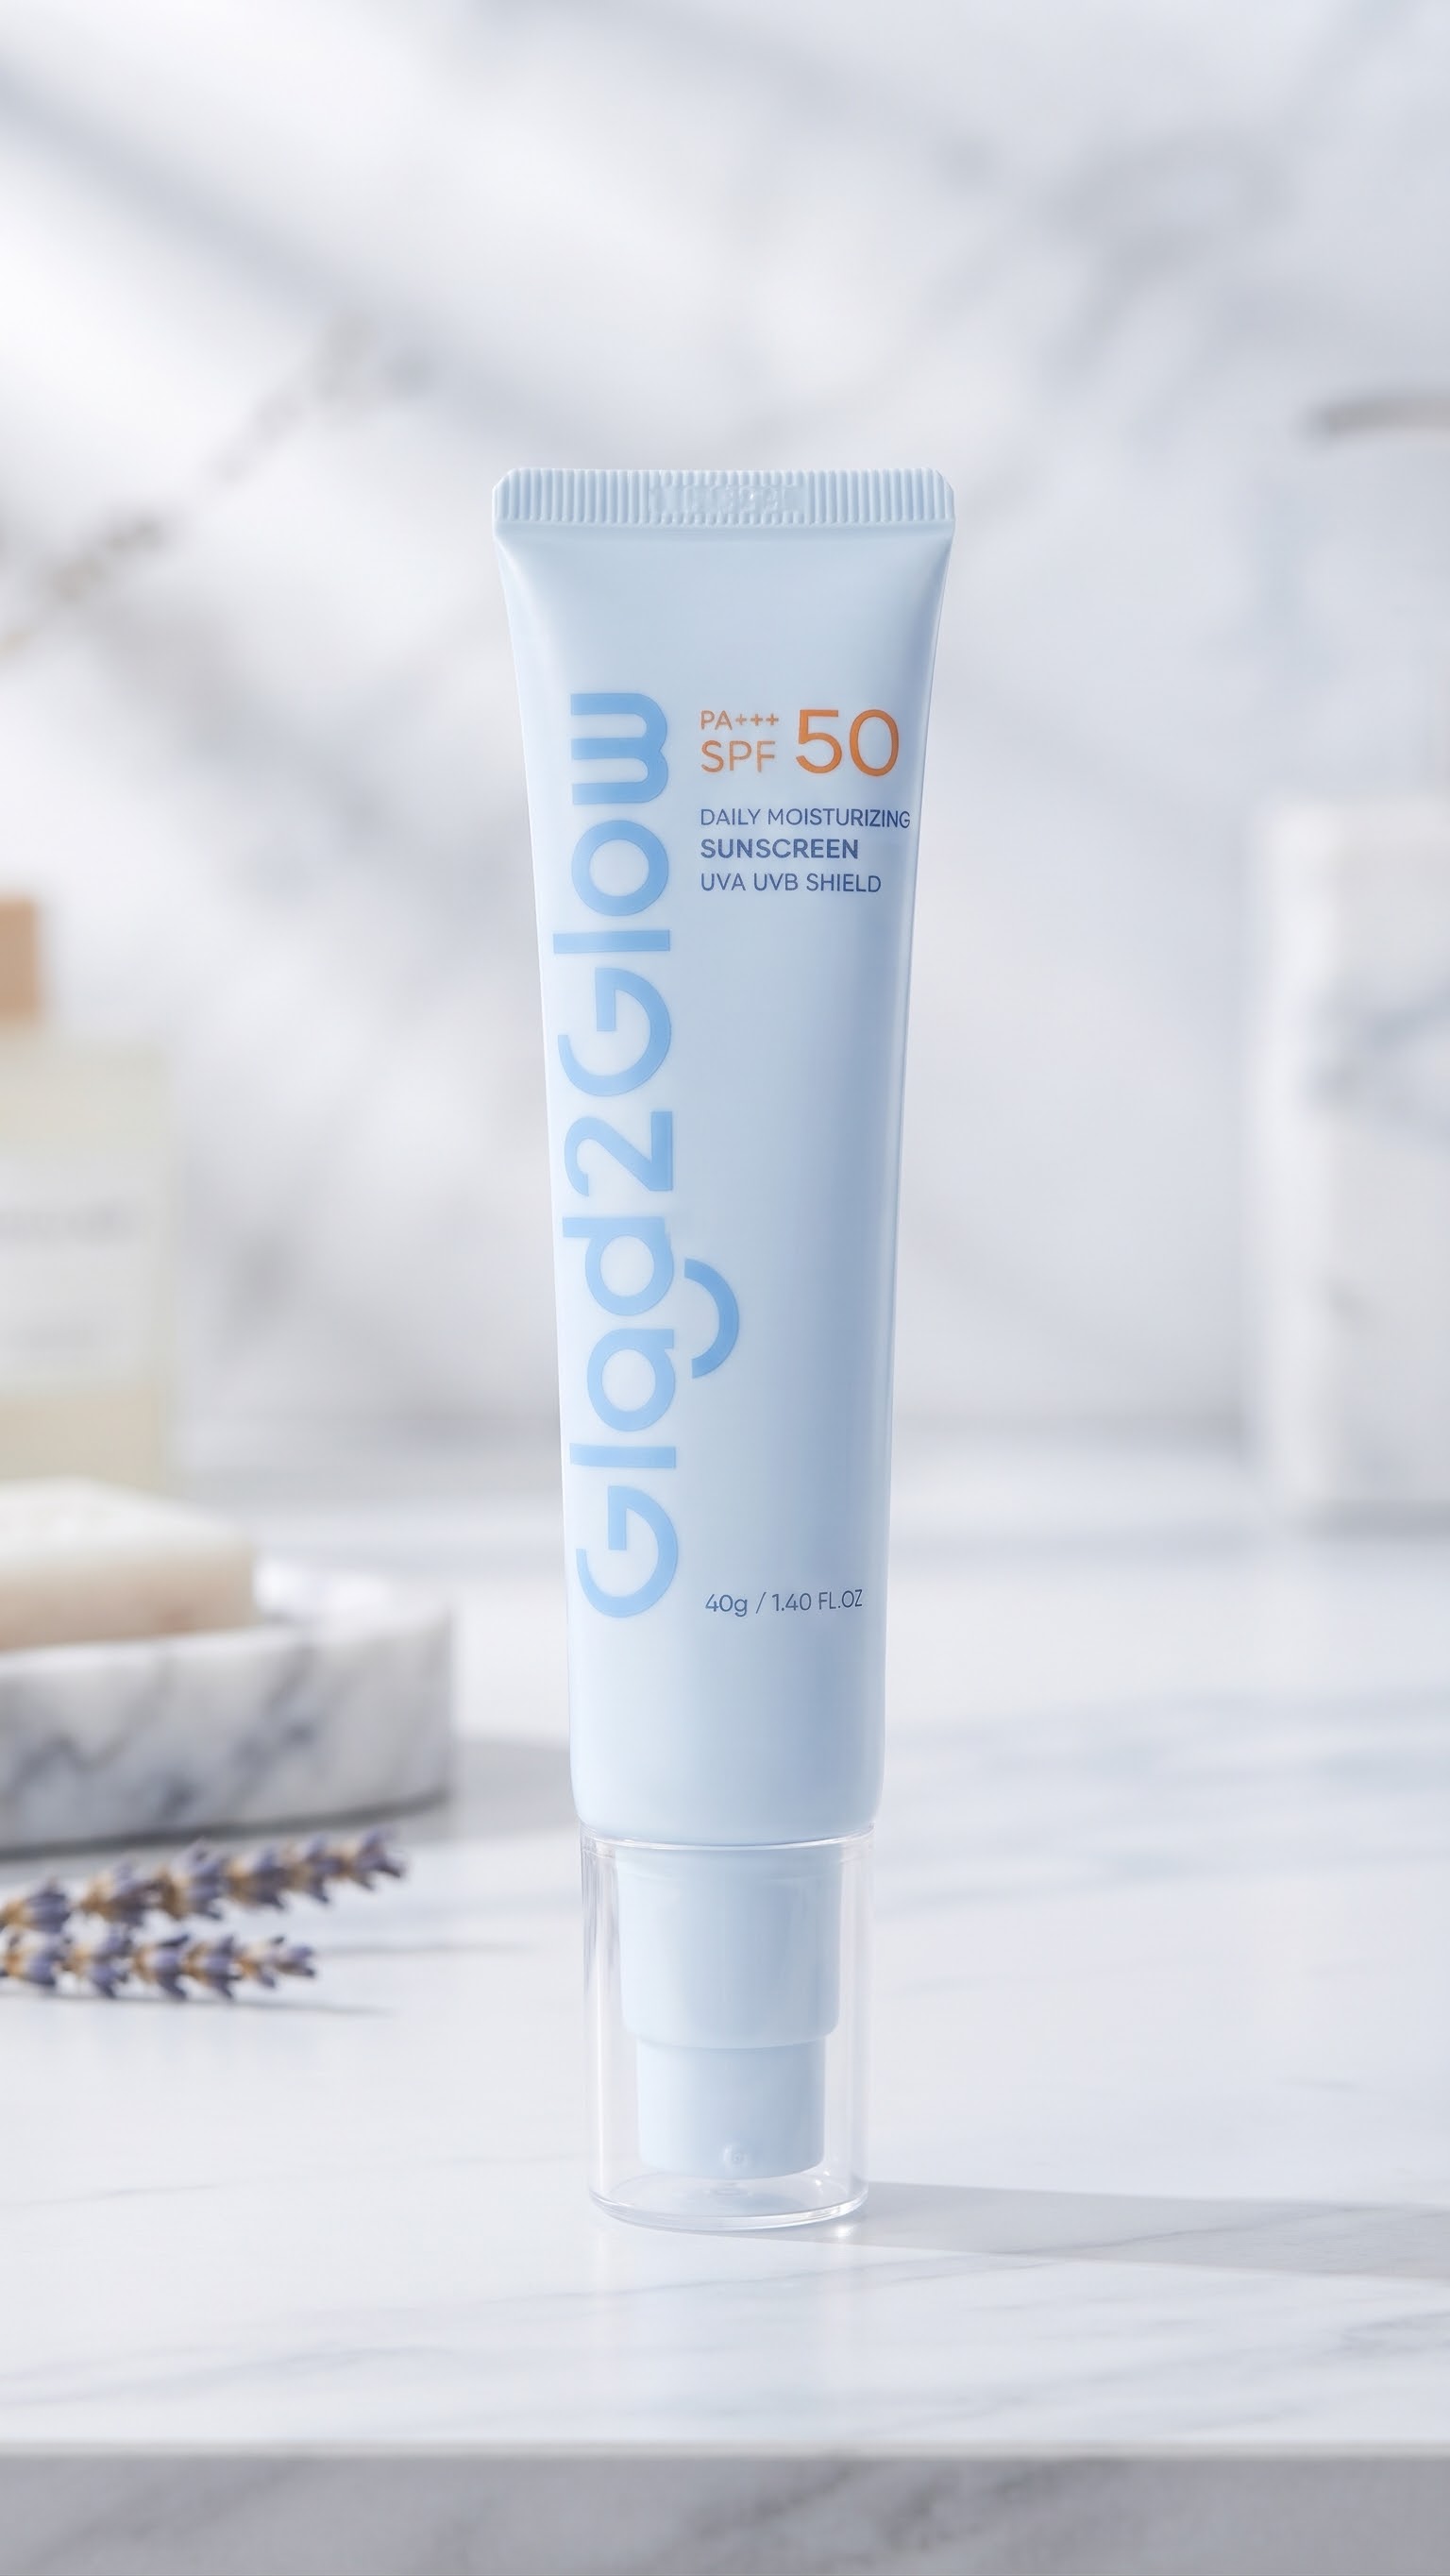 Glad2Glow
PA+++
SPF 50
DAILY MOISTURIZING
SUNSCREEN
UVA UVB SHIELD
40g / 1.40 FL.OZ